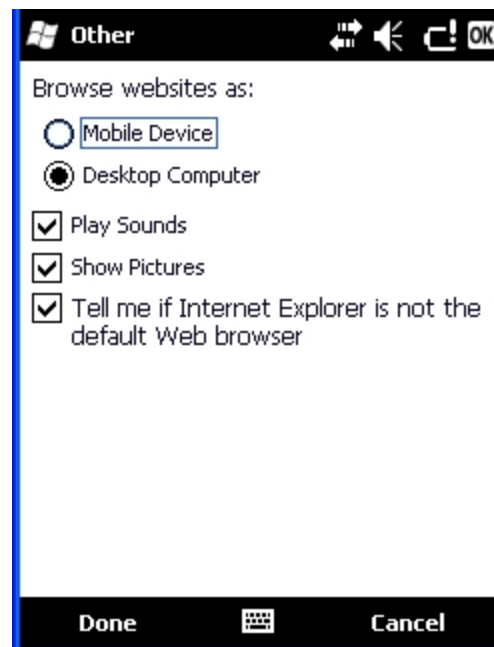 Other OK
Browse websites as:
Mobile Device
Desktop Computer
Play Sounds
Show Pictures
Tell me if Internet Explorer is not the
default Web browser
Done Cancel